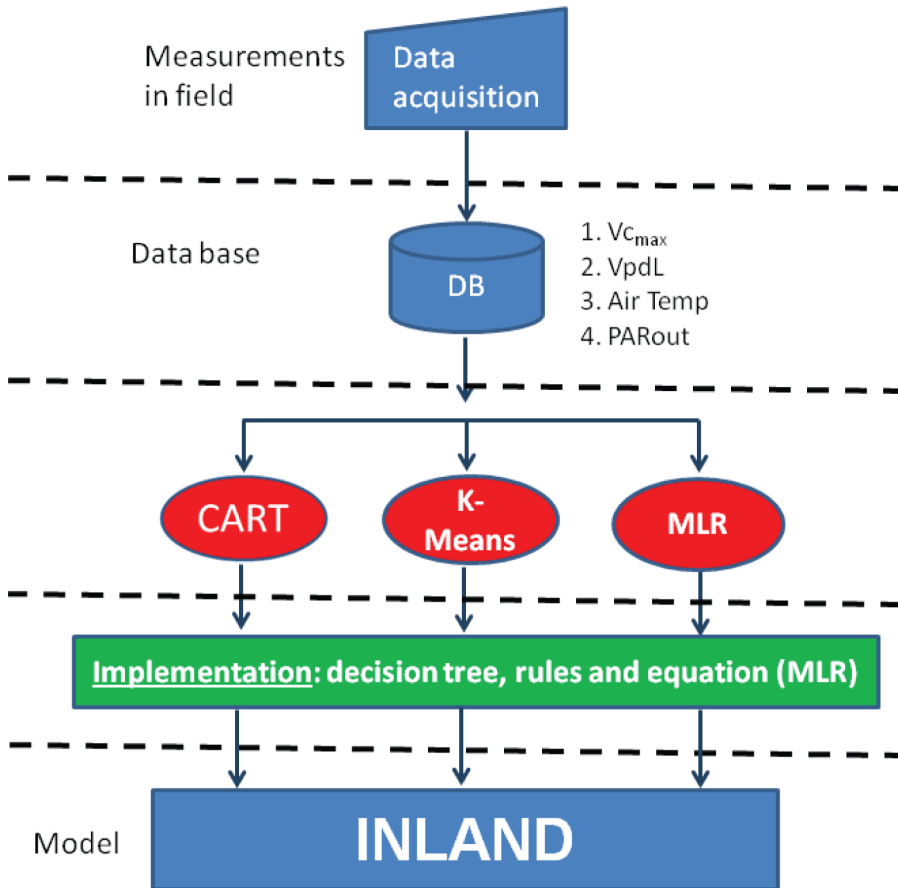 Measurements
in field
Data
acquisition
Data base
DB
1. Vcmax
2. VpdL
3. Air Temp
4. PARout
CART
K-
Means
MLR
Implementation: decision tree, rules and equation (MLR)
Model
INLAND